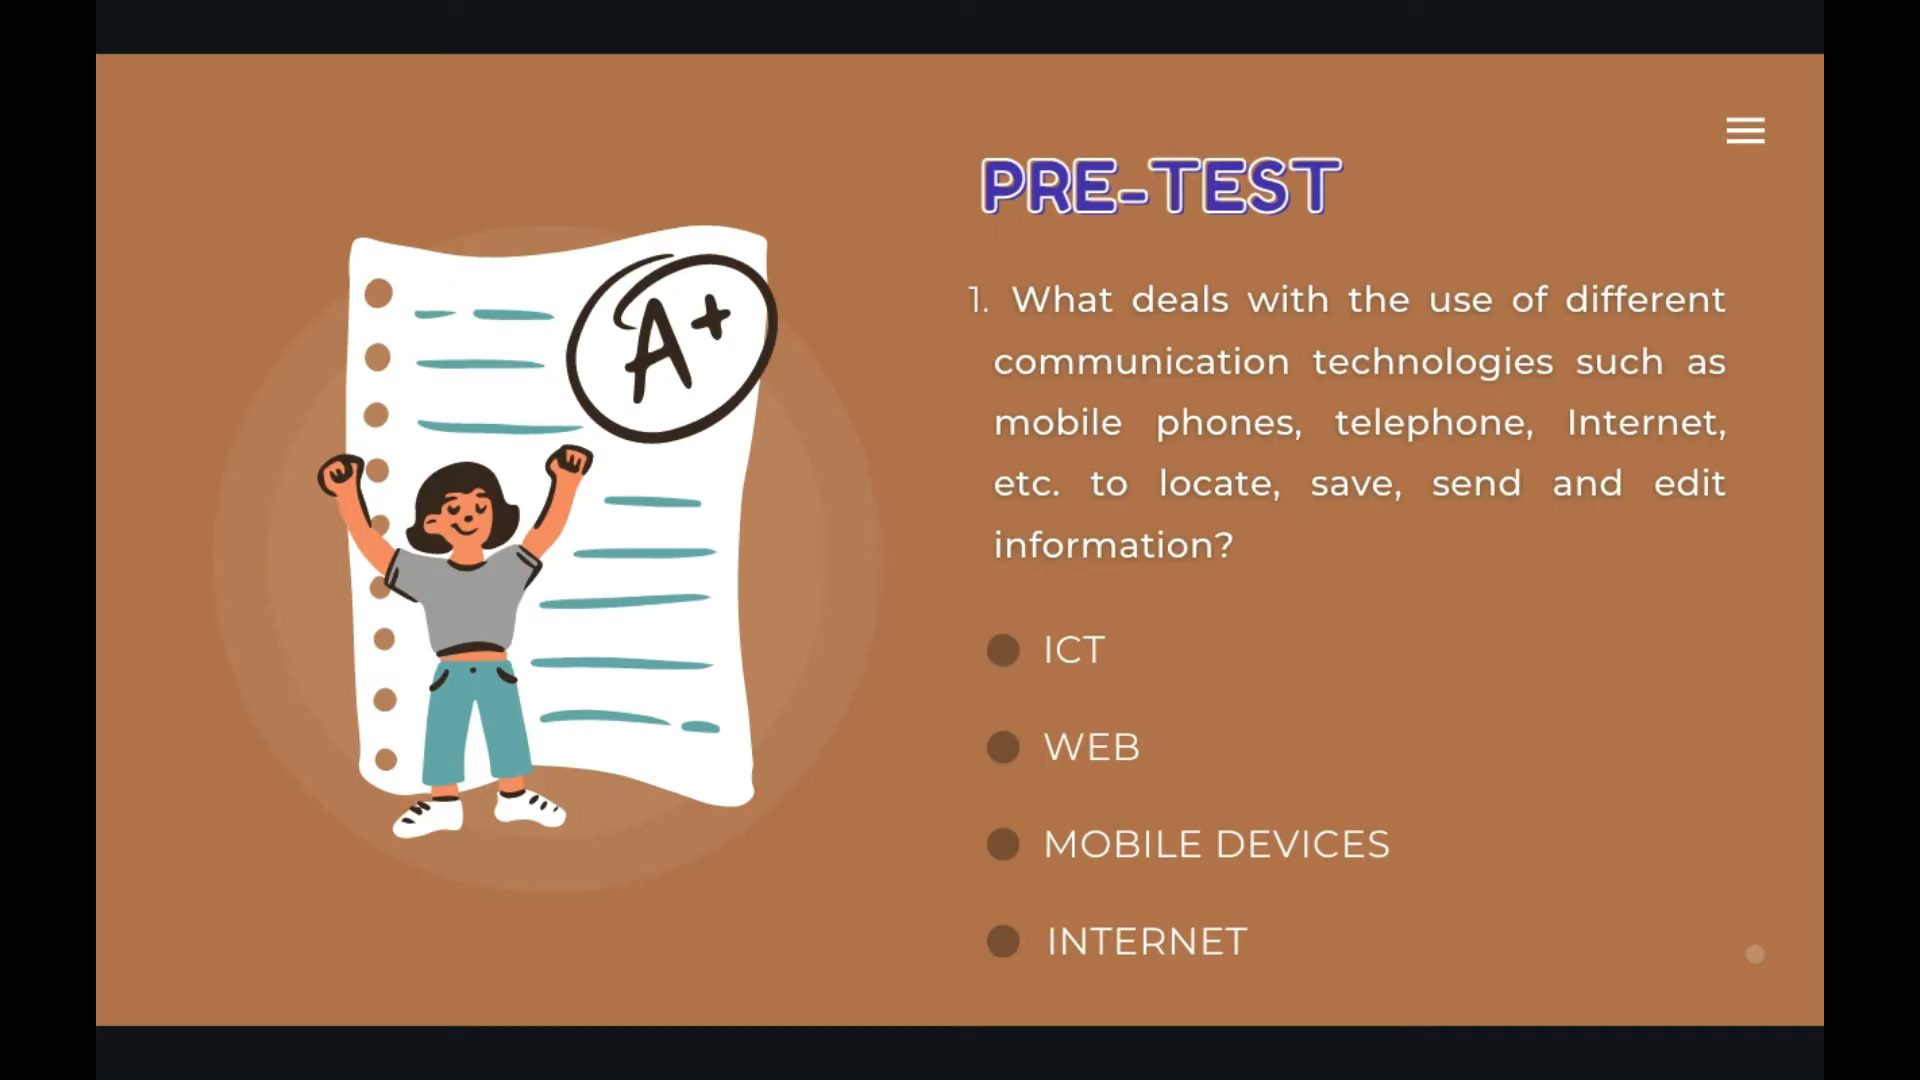 A+
PRE-TEST
1. What deals with the use of different
communication technologies such as
mobile phones, telephone, Internet,
etc. to locate, save, send and edit
information?
ICT
WEB
MOBILE DEVICES
INTERNET